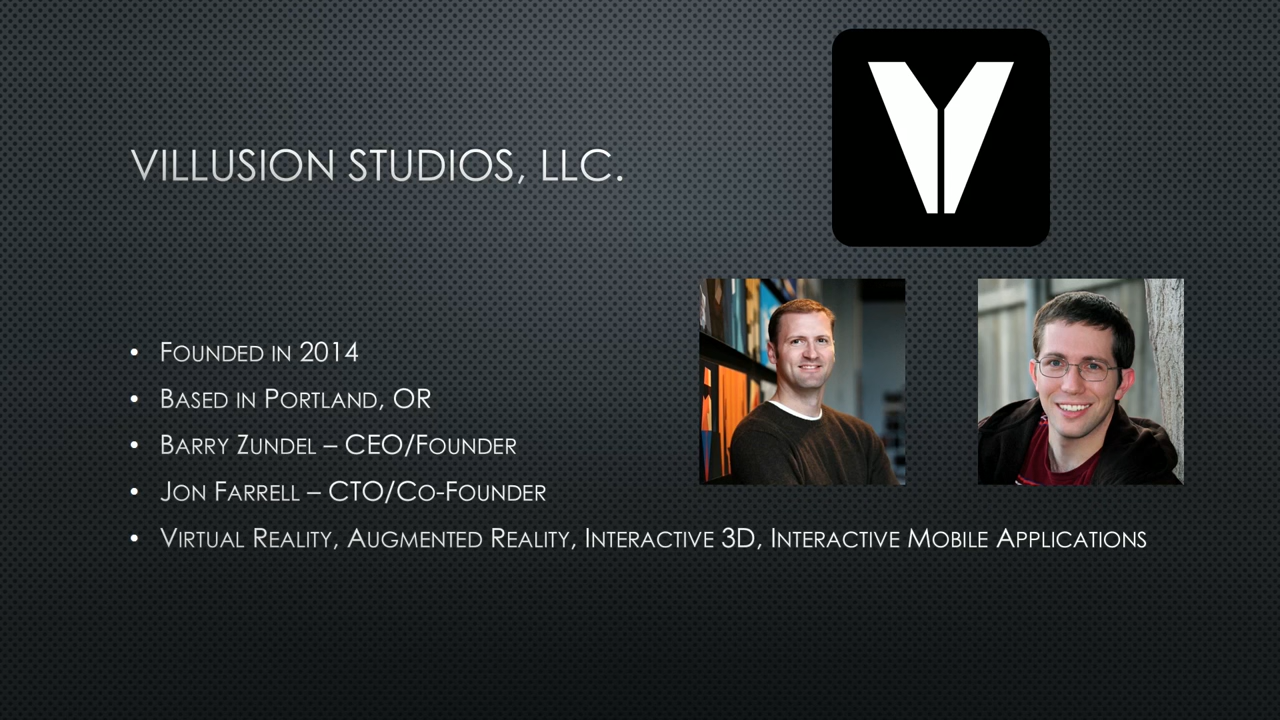 Villusion Studios, LLC.
• Founded in 2014
• Based in Portland, OR
• Barry Zundel – CEO/Founder
• Jon Farrell – CTO/Co-Founder
• Virtual Reality, Augmented Reality, Interactive 3D, Interactive Mobile Applications